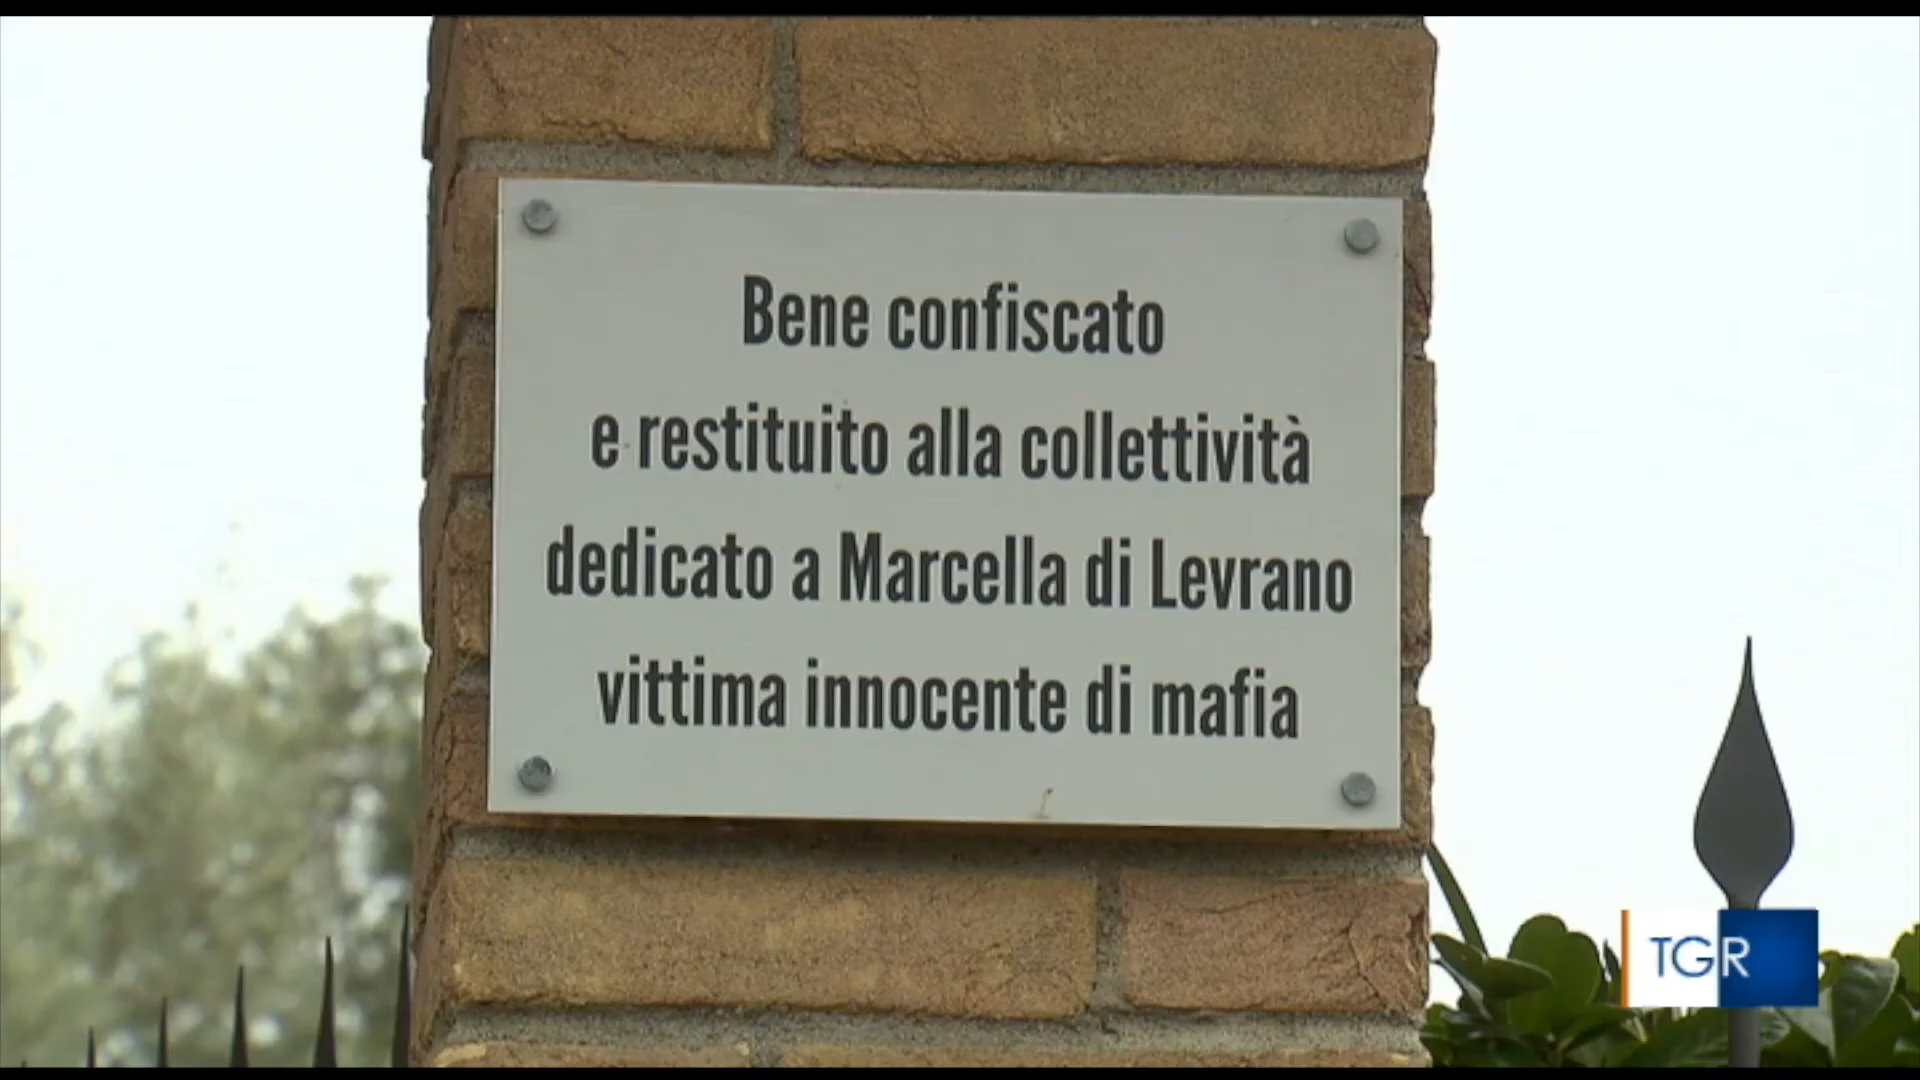 Bene confiscato
e restituito alla collettività
dedicato a Marcella di Levrano
vittima innocente di mafia
TGR